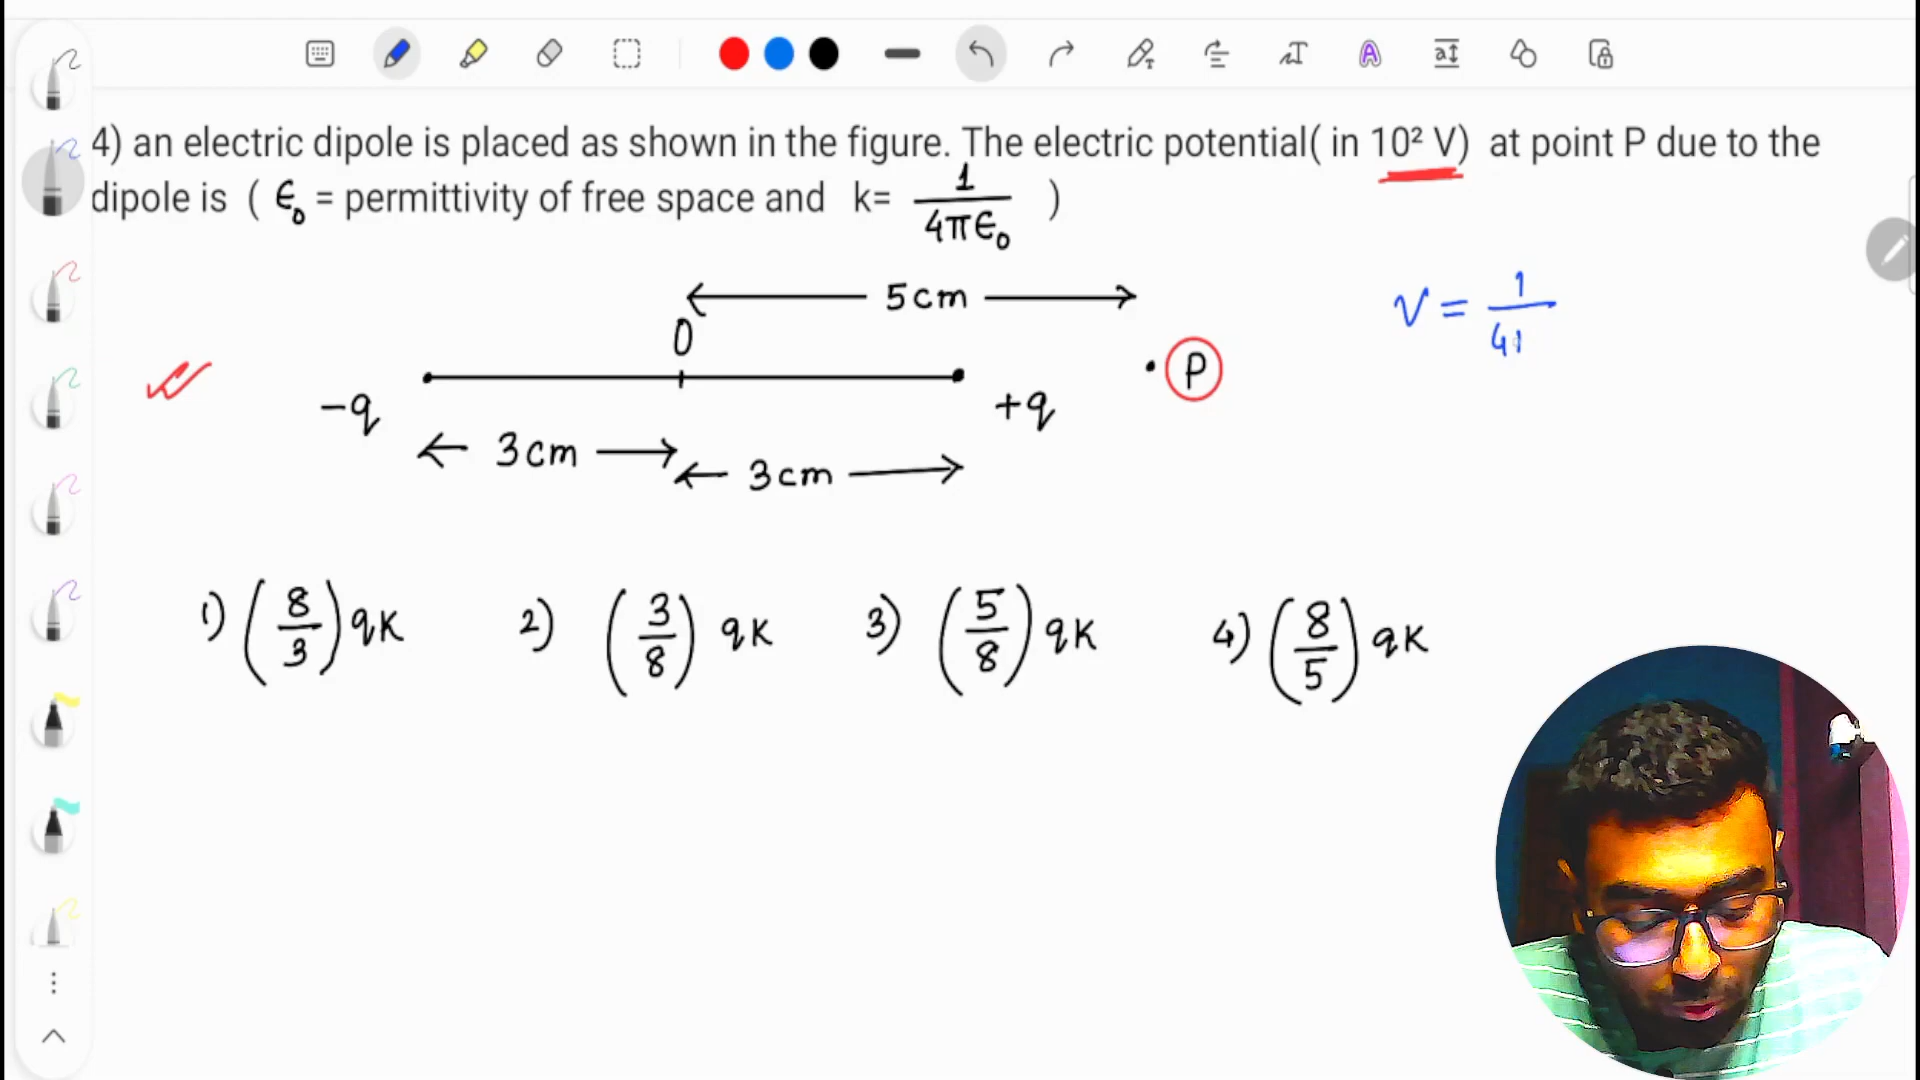 4) an electric dipole is placed as shown in the figure. The electric potential( in 10² V) at point P due to the
dipole is ( ϵ₀ = permittivity of free space and k= 1/4πϵ₀ )
5cm
V = 1/4
0
P
-q
+q
3cm
3cm
1) (8/3) qK 2) (3/8) qK 3) (5/8) qK 4) (8/5) qK